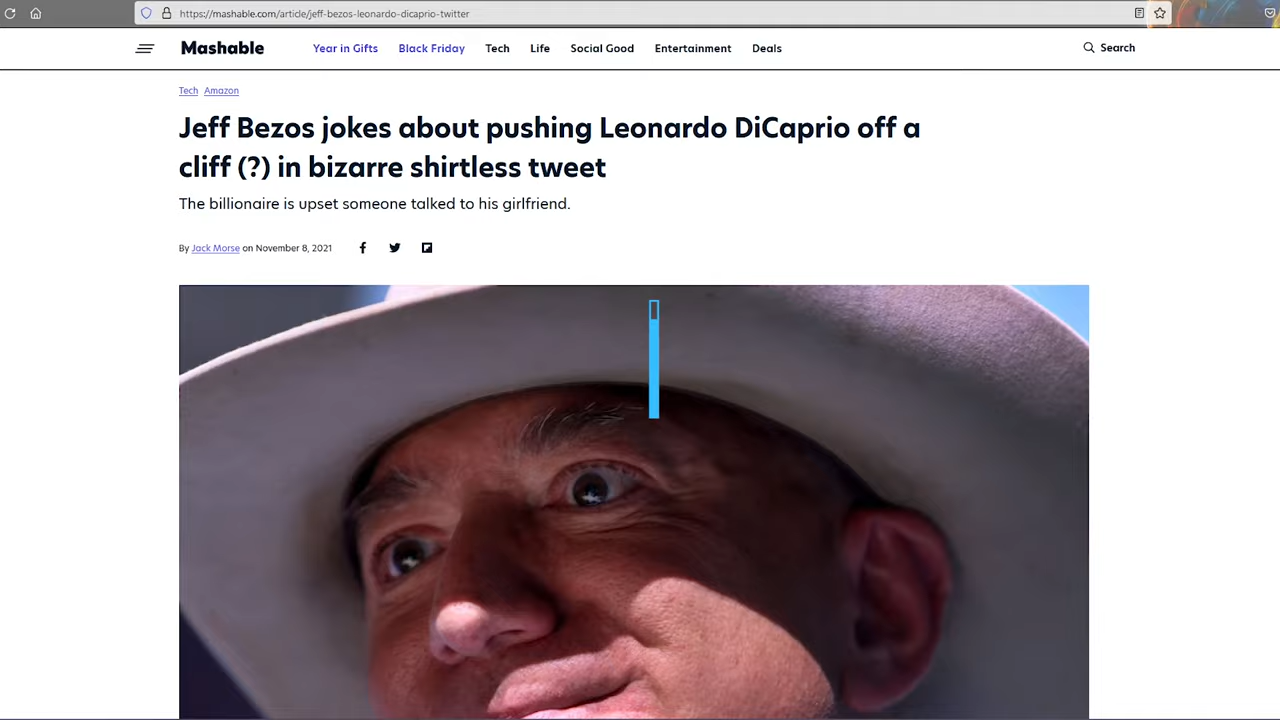 https://mashable.com/article/jeff-bezos-leonardo-dicaprio-twitter
Mashable Year in Gifts Black Friday Tech Life Social Good Entertainment Deals Search
Tech Amazon
Jeff Bezos jokes about pushing Leonardo DiCaprio off a
cliff (?) in bizarre shirtless tweet
The billionaire is upset someone talked to his girlfriend.
By Jack Morse on November 8, 2021